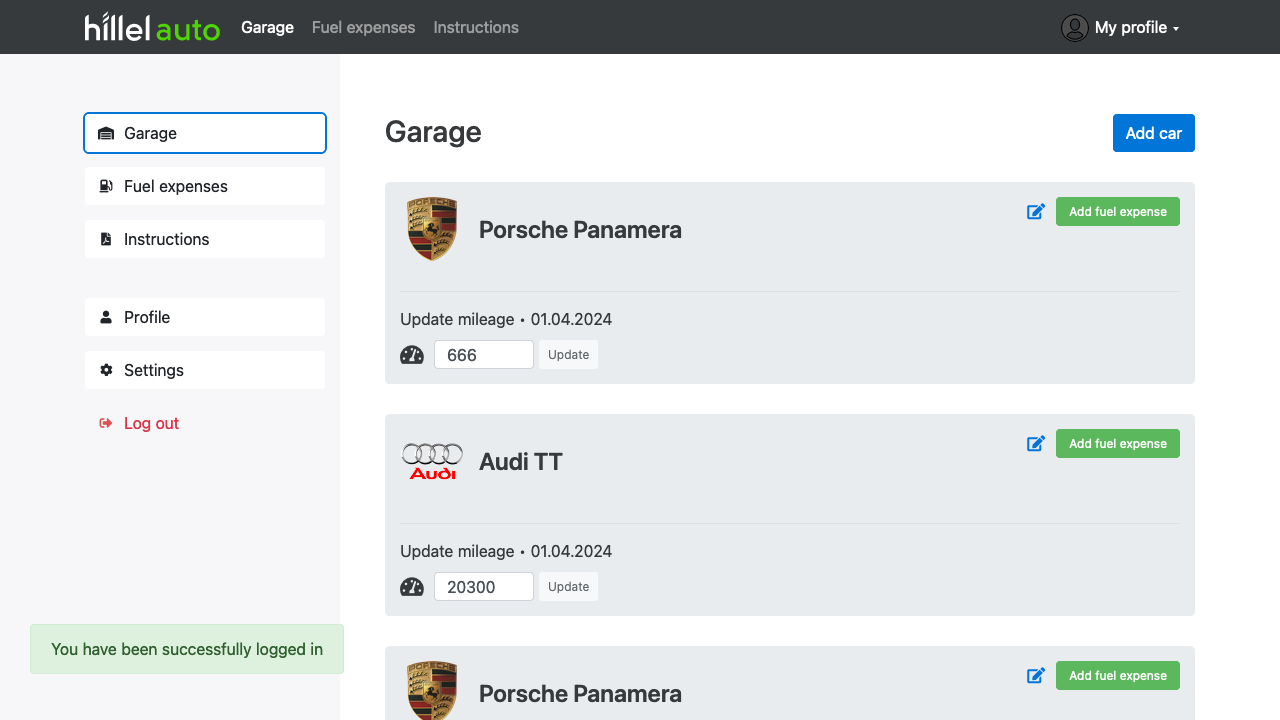 hillel auto Garage Fuel expenses Instructions My profile
Garage
Fuel expenses
Instructions
Profile
Settings
Log out
You have been successfully logged in
Garage
Add car
PORSCHE
Porsche Panamera
Add fuel expense
Update mileage • 01.04.2024
666 Update
Audi
Audi TT
Add fuel expense
Update mileage • 01.04.2024
20300 Update
PORSCHE
Porsche Panamera
Add fuel expense